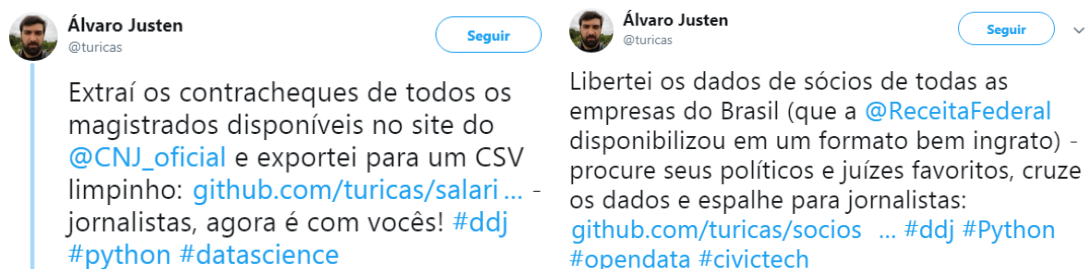 Álvaro Justen
@turicas
Seguir
Extraí os contracheques de todos os
magistrados disponíveis no site do
@CNJ_oficial e exportei para um CSV
limpinho: github.com/turicas/salari ... -
jornalistas, agora é com vocês! #ddj
#python #datascience
Álvaro Justen
@turicas
Seguir
Libertei os dados de sócios de todas as
empresas do Brasil (que a @ReceitaFederal
disponibilizou em um formato bem ingrato) -
procure seus políticos e juízes favoritos, cruze
os dados e espalhe para jornalistas:
github.com/turicas/socios ... #ddj #Python
#opendata #civictech